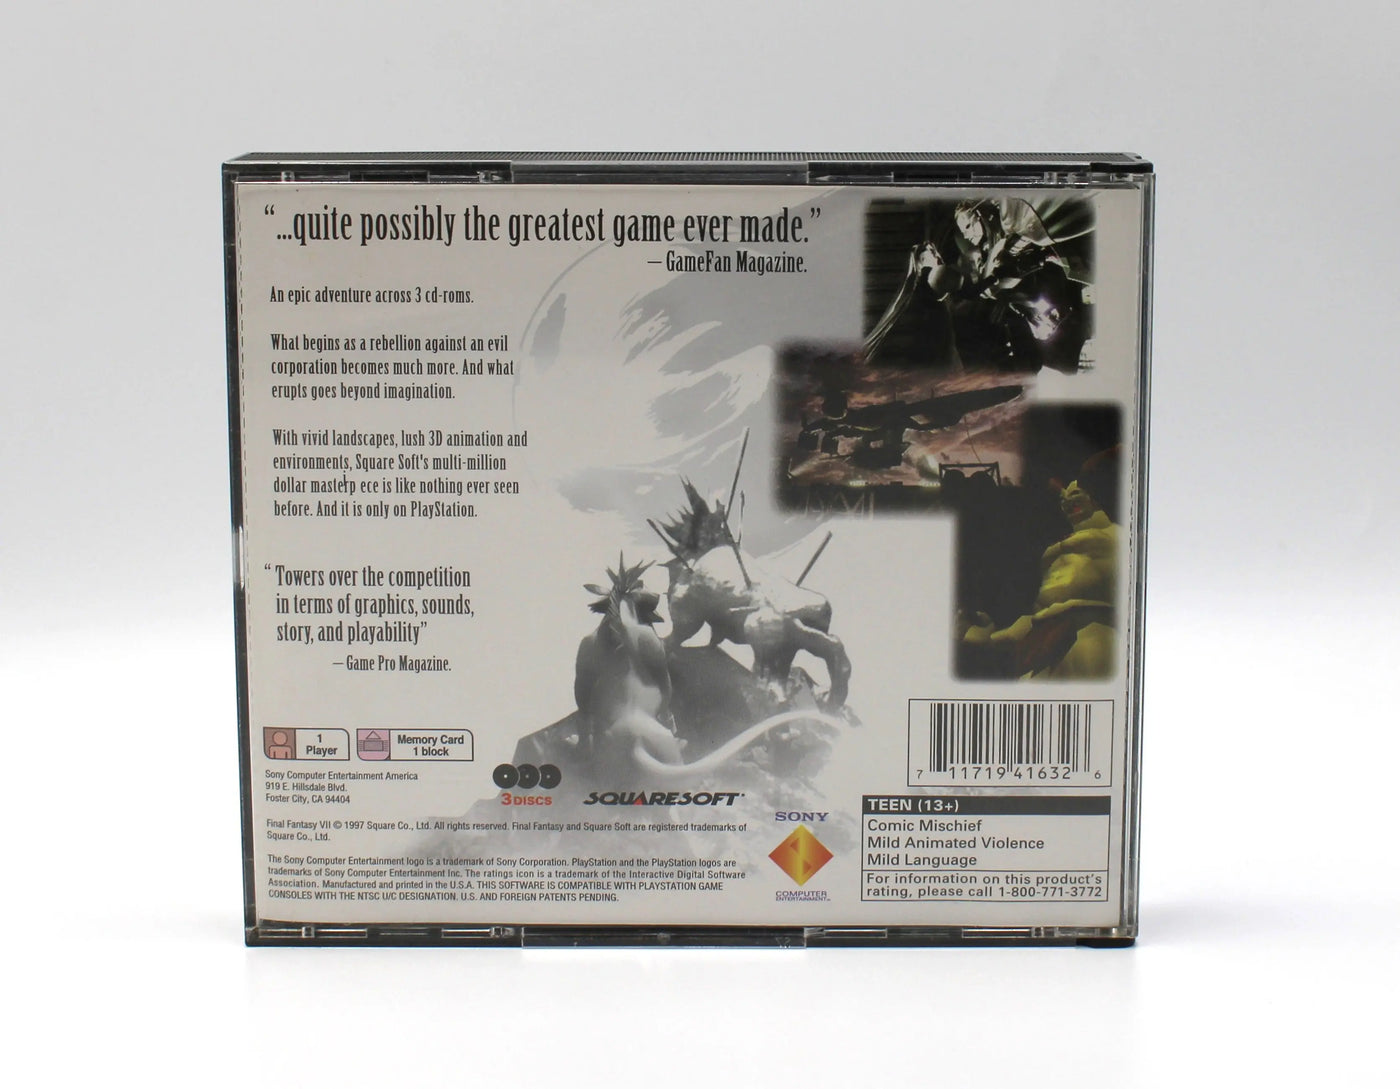 “...quite possibly the greatest game ever made.”
– GameFan Magazine.
An epic adventure across 3 cd-roms.
What begins as a rebellion against an evil
corporation becomes much more. And what
erupts goes beyond imagination.
With vivid landscapes, lush 3D animation and
environments, Square Soft's multi-million
dollar masterp ece is like nothing ever seen
before. And it is only on PlayStation.
“ Towers over the competition
in terms of graphics, sounds,
story, and playability”
– Game Pro Magazine.
1
Player
Memory Card
1 block
Sony Computer Entertainment America
919 E. Hillsdale Blvd.
Foster City, CA 94404
3 DISCS
SQUARESOFT
Final Fantasy VII © 1997 Square Co., Ltd. All rights reserved. Final Fantasy and Square Soft are registered trademarks of
Square Co., Ltd.
The Sony Computer Entertainment logo is a trademark of Sony Corporation. PlayStation and the PlayStation logos are
trademarks of Sony Computer Entertainment Inc. The ratings icon is a trademark of the Interactive Digital Software
Association. Manufactured and printed in the U.S.A. THIS SOFTWARE IS COMPATIBLE WITH PLAYSTATION GAME
CONSOLES WITH THE NTSC U/C DESIGNATION. U.S. AND FOREIGN PATENTS PENDING.
SONY
COMPUTER
ENTERTAINMENT
7 11719 41632 6
TEEN (13+)
Comic Mischief
Mild Animated Violence
Mild Language
For information on this product's
rating, please call 1-800-771-3772